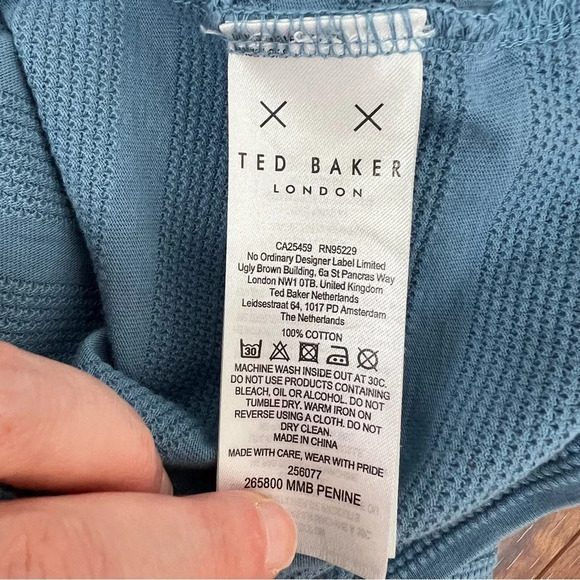 TED BAKER
LONDON
CA25459 RN95229
No Ordinary Designer Label Limited
Ugly Brown Building, 6a St Pancras Way
London NW1 0TB. United Kingdom
Ted Baker Netherlands
Leidsestraat 64, 1017 PD Amsterdam
The Netherlands
100% COTTON
30
MACHINE WASH INSIDE OUT AT 30C.
DO NOT USE PRODUCTS CONTAINING
BLEACH, OIL OR ALCOHOL. DO NOT
TUMBLE DRY. WARM IRON ON
REVERSE USING A CLOTH. DO NOT
DRY CLEAN.
MADE IN CHINA
MADE WITH CARE, WEAR WITH PRIDE
256077
265800 MMB PENINE